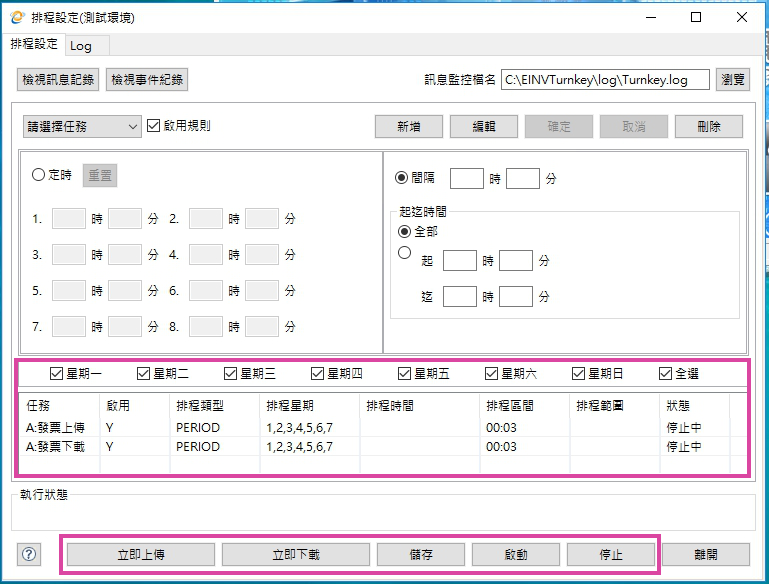 排程設定(測試環境)
排程設定 Log
檢視訊息記錄 檢視事件紀錄 訊息監控檔名 C:\EINVTurnkey\log\Turnkey.log 瀏覽
請選擇任務 啟用規則 新增 編輯 確定 取消 刪除
定時 重置 間隔 時 分
1. 時 分 2. 時 分 起迄時間
全部
3. 時 分 4. 時 分 起 時 分
5. 時 分 6. 時 分 迄 時 分
7. 時 分 8. 時 分
星期一 星期二 星期三 星期四 星期五 星期六 星期日 全選
任務 啟用 排程類型 排程星期 排程時間 排程區間 排程範圍 狀態
A:發票上傳 Y PERIOD 1,2,3,4,5,6,7 00:03 停止中
A:發票下載 Y PERIOD 1,2,3,4,5,6,7 00:03 停止中
執行狀態
? 立即上傳 立即下載 儲存 啟動 停止 離開